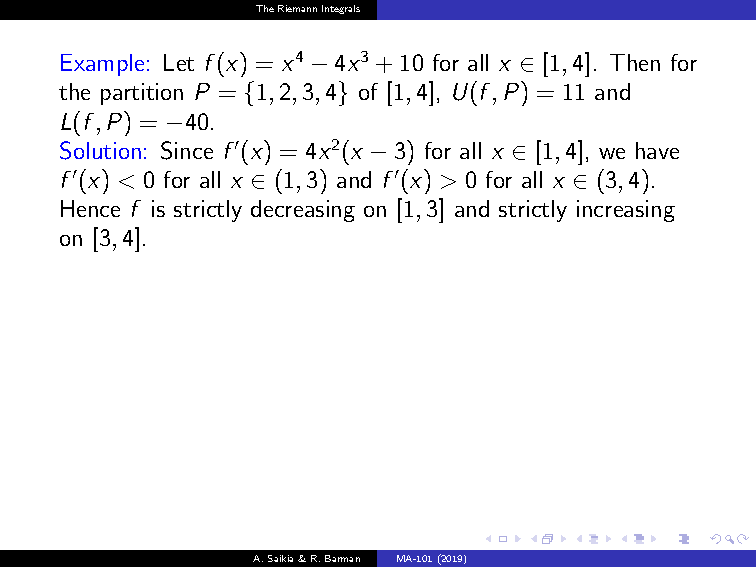 The Riemann Integrals
Example: Let f(x) = x⁴ − 4x³ + 10 for all x ∈ [1, 4]. Then for
the partition P = {1, 2, 3, 4} of [1, 4], U(f, P) = 11 and
L(f, P) = −40.
Solution: Since f′(x) = 4x²(x − 3) for all x ∈ [1, 4], we have
f′(x) < 0 for all x ∈ (1, 3) and f′(x) > 0 for all x ∈ (3, 4).
Hence f is strictly decreasing on [1, 3] and strictly increasing
on [3, 4].
A. Saikia & R. Barman MA-101 (2019)